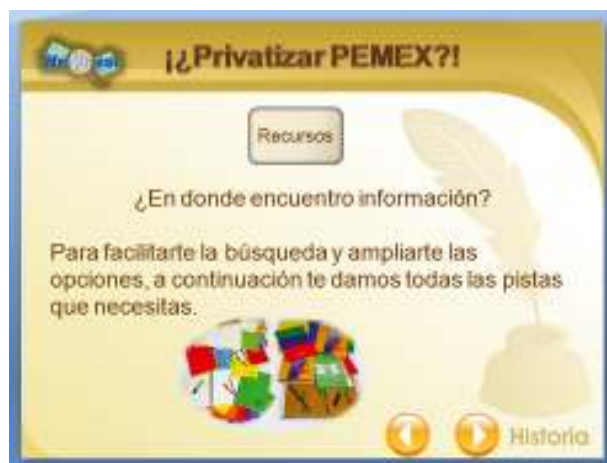 ¡¿Privatizar PEMEX?!
Recursos
¿En donde encuentro información?
Para facilitarte la búsqueda y ampliarte las
opciones, a continuación te damos todas las pistas
que necesitas.
Historia